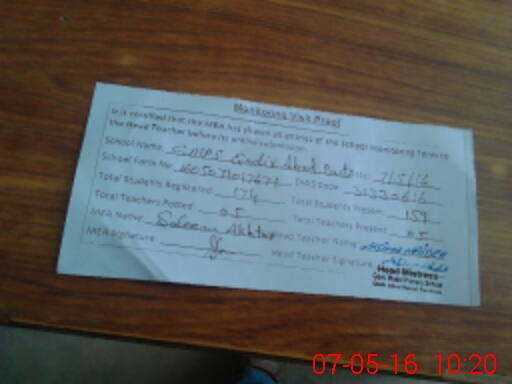 Monitoring Visit Proof
It is certified that the MEA has shown all entries of the School Monitoring Form to
the Head Teacher before its online submission.
School Name: GMPS Date: 7/5/16
School Form No: EMIS Code: 31330616
Total Students Registered: 174 Total Students Present: 157
Total Teachers Posted: 05 Total Teachers Present: 05
MEA Name: Saleem Akhtar Head Teacher Name:
MEA Signature: Head Teacher Signature:
Head Mistress
07-05-16 10:20